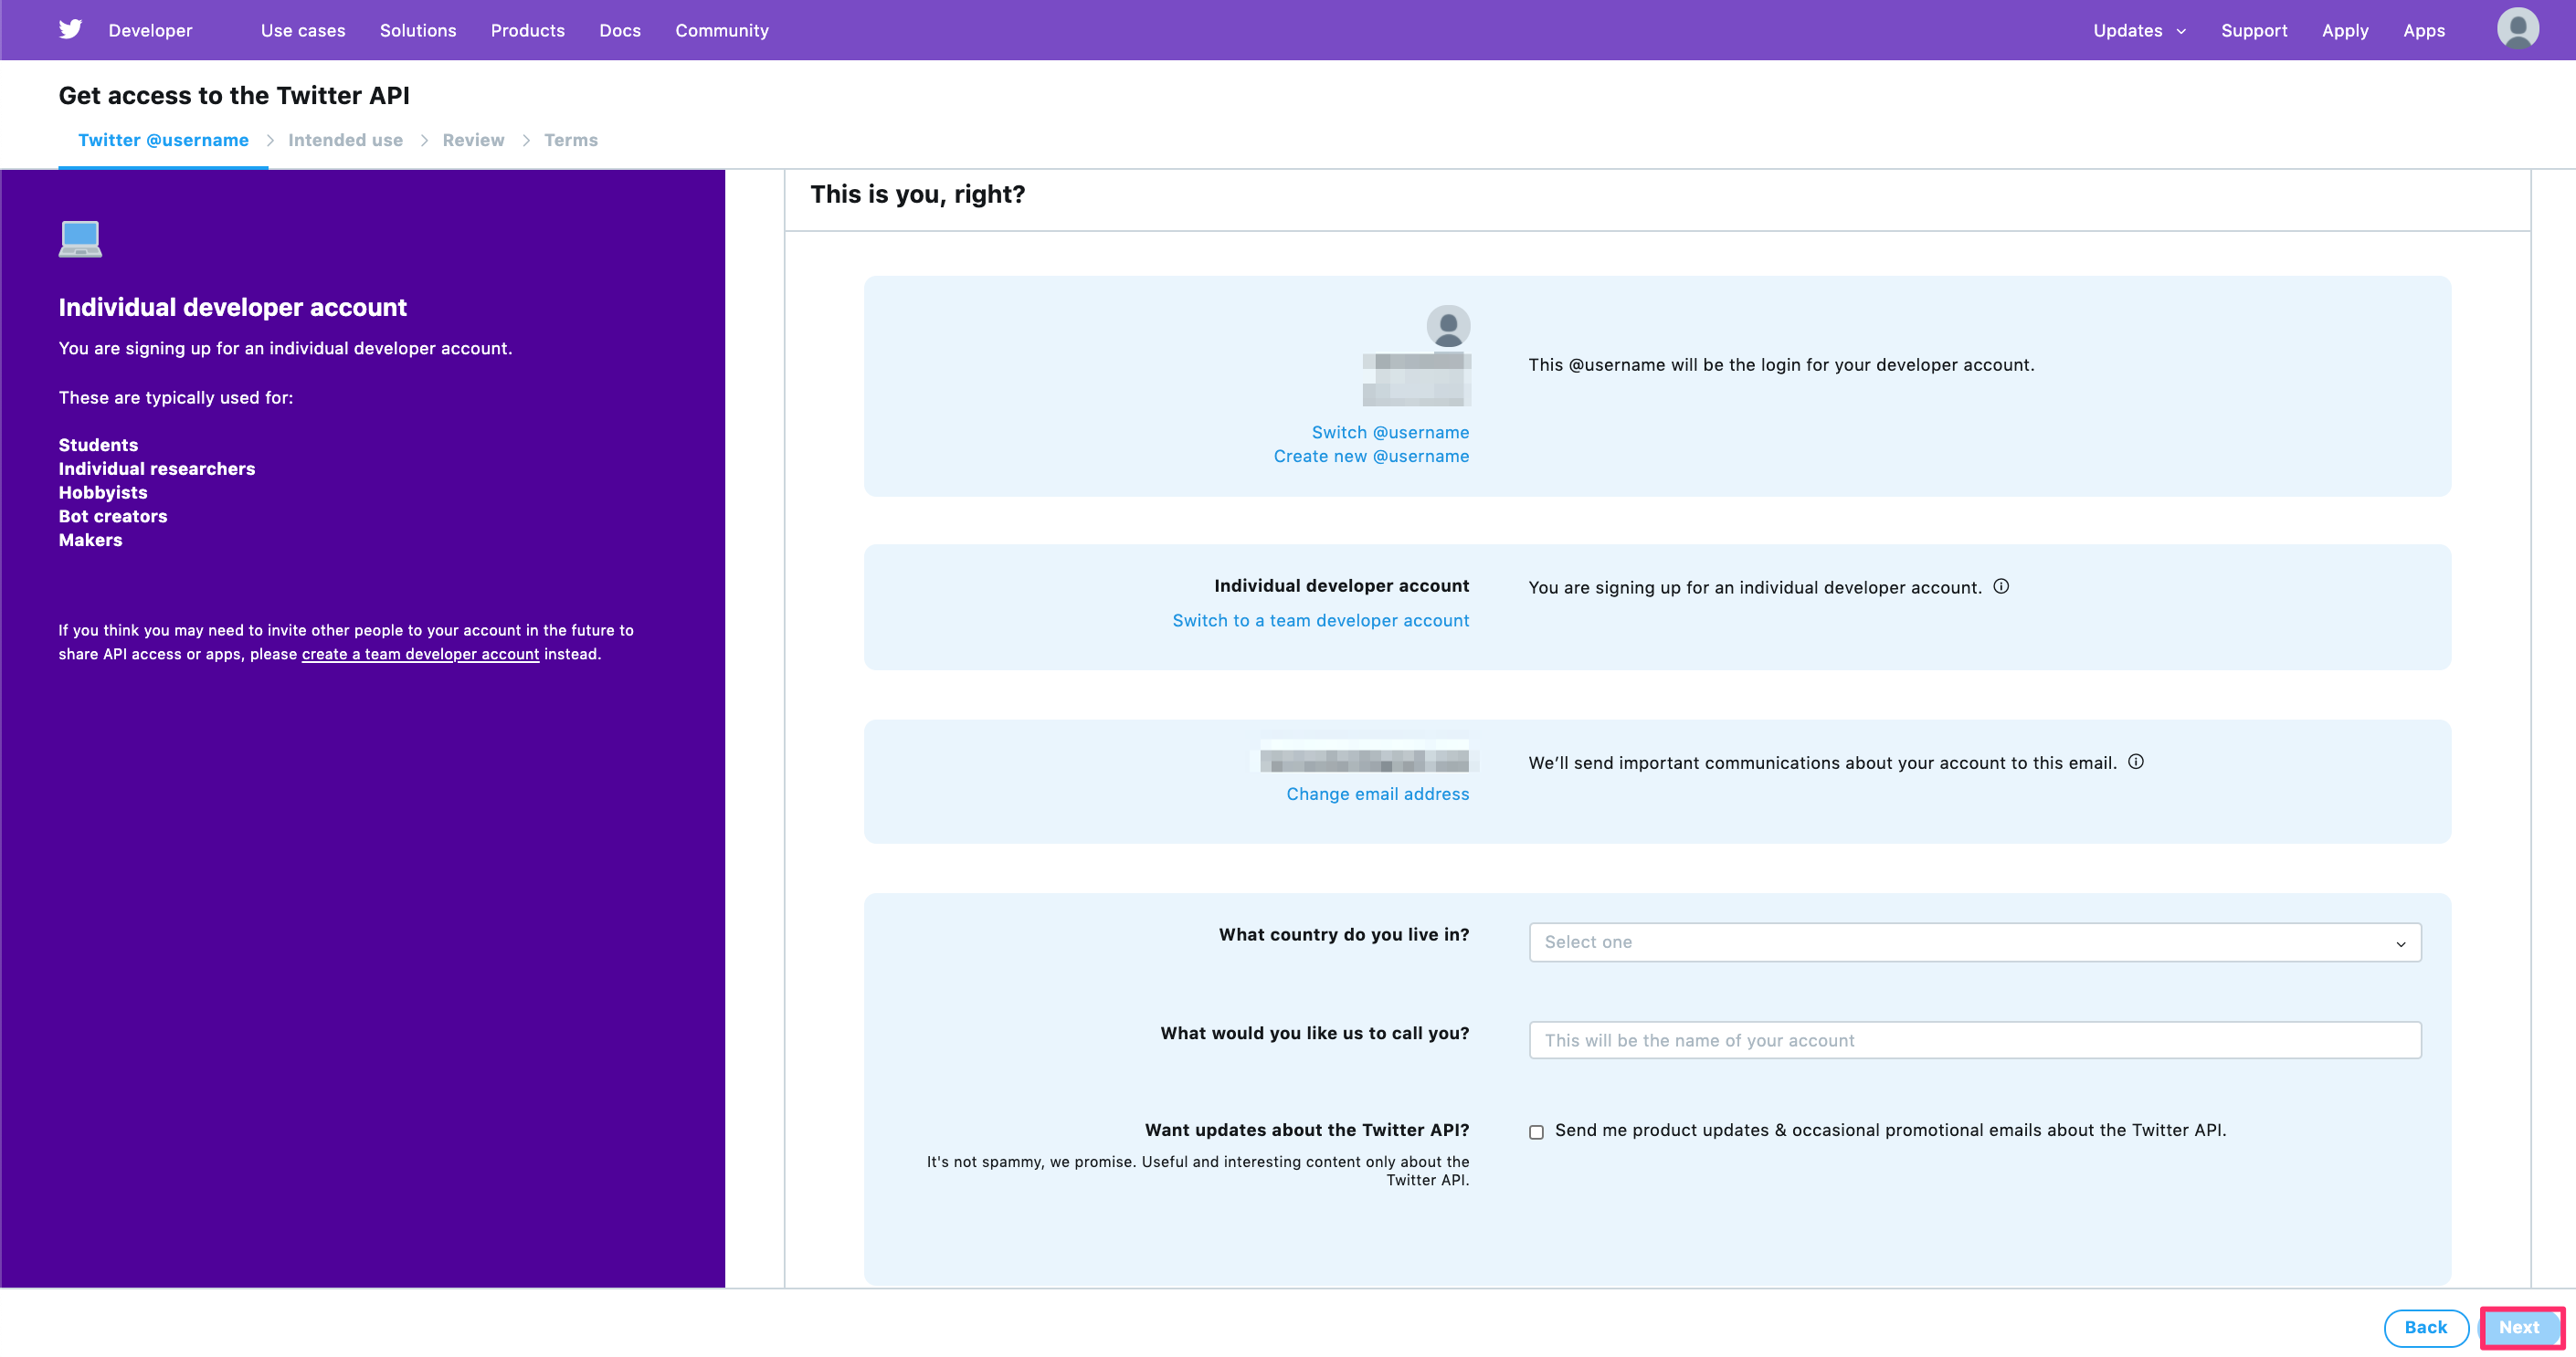 Developer
Use cases
Solutions
Products
Docs
Community
Updates
Support
Apply
Apps
Get access to the Twitter API
Twitter @username
Intended use
Review
Terms
Individual developer account
You are signing up for an individual developer account.
These are typically used for:
Students
Individual researchers
Hobbyists
Bot creators
Makers
If you think you may need to invite other people to your account in the future to
share API access or apps, please create a team developer account instead.
This is you, right?
This @username will be the login for your developer account.
Switch @username
Create new @username
Individual developer account
You are signing up for an individual developer account.
Switch to a team developer account
We’ll send important communications about your account to this email.
Change email address
What country do you live in?
Select one
What would you like us to call you?
This will be the name of your account
Want updates about the Twitter API?
Send me product updates & occasional promotional emails about the Twitter API.
It's not spammy, we promise. Useful and interesting content only about the
Twitter API.
Back
Next